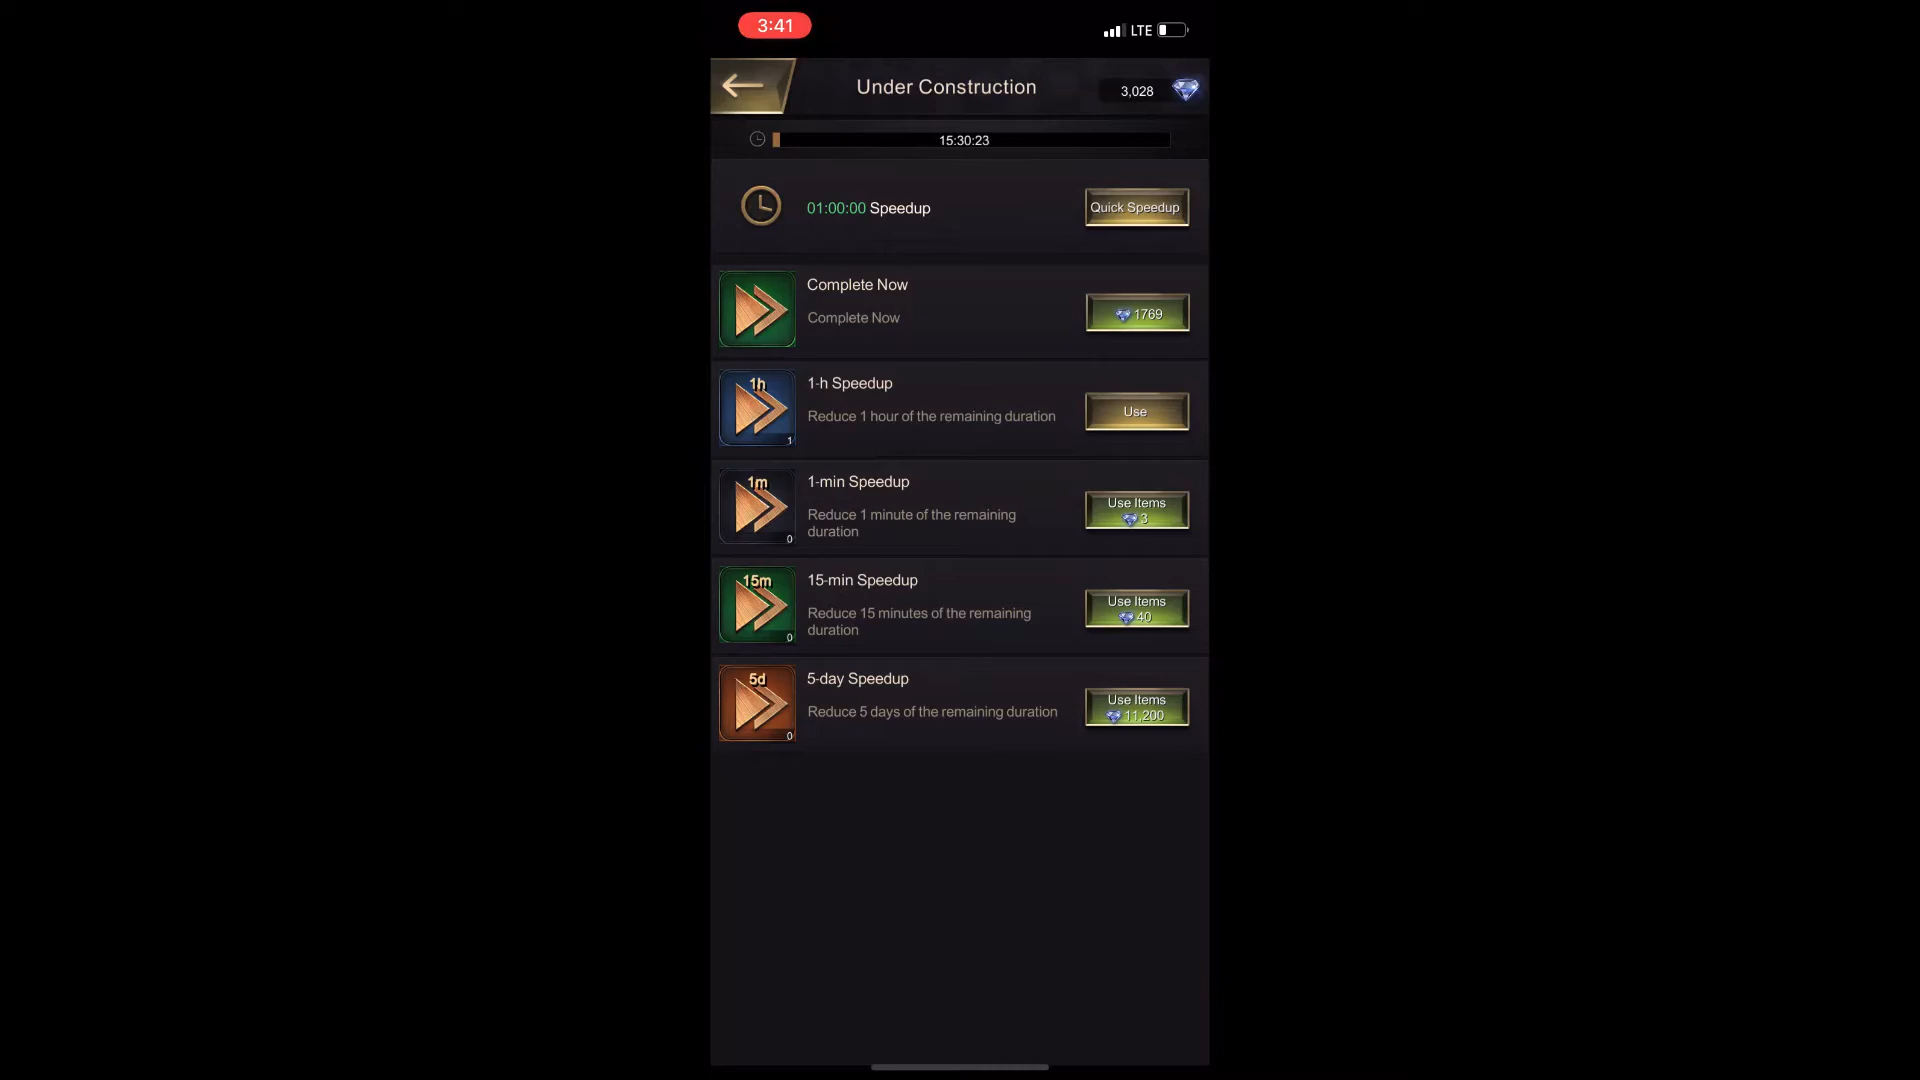 3:41
LTE
Under Construction
3,028
15:30:23
01:00:00 Speedup
Quick Speedup
Complete Now
Complete Now
1769
1h
1
1-h Speedup
Reduce 1 hour of the remaining duration
Use
1m
0
1-min Speedup
Reduce 1 minute of the remaining
duration
Use Items
3
15m
0
15-min Speedup
Reduce 15 minutes of the remaining
duration
Use Items
40
5d
0
5-day Speedup
Reduce 5 days of the remaining duration
Use Items
11,200